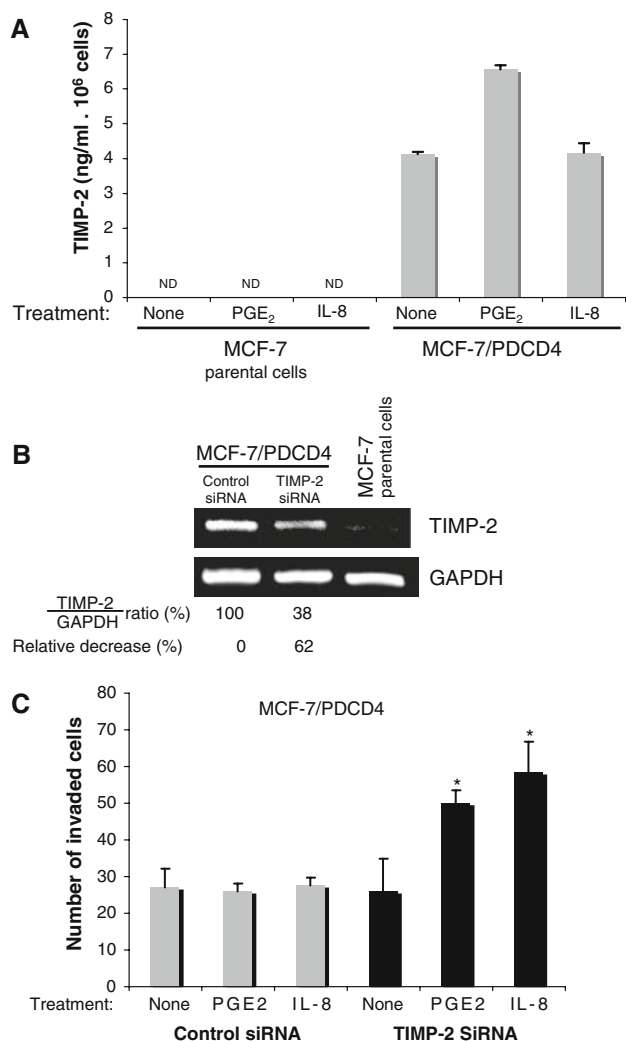 A
TIMP-2 (ng/ml . 10⁶ cells)
8
7
6
5
4
3
2
1
0
ND ND ND
Treatment: None PGE₂ IL-8 None PGE₂ IL-8
MCF-7 MCF-7/PDCD4
parental cells
B
MCF-7/PDCD4
MCF-7
parental cells
Control TIMP-2
siRNA siRNA
TIMP-2
GAPDH
TIMP-2
GAPDH ratio (%) 100 38
Relative decrease (%) 0 62
C
MCF-7/PDCD4
Number of invaded cells
80
70
60
50
40
30
20
10
0
* *
Treatment: None PGE2 IL-8 None PGE2 IL-8
Control siRNA TIMP-2 SiRNA